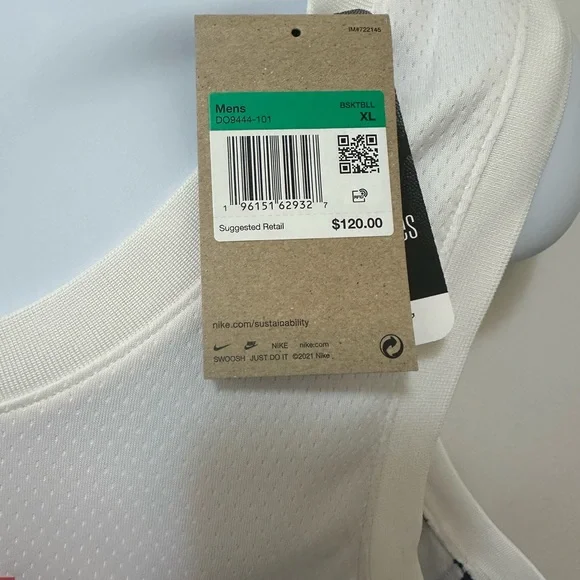 IM#722145
Mens BSKTBLL
DO9444-101 XL
1 96151 62932 7
Suggested Retail $120.00
nike.com/sustainability
NIKE nike.com
SWOOSH JUST DO IT ©2021 Nike
es